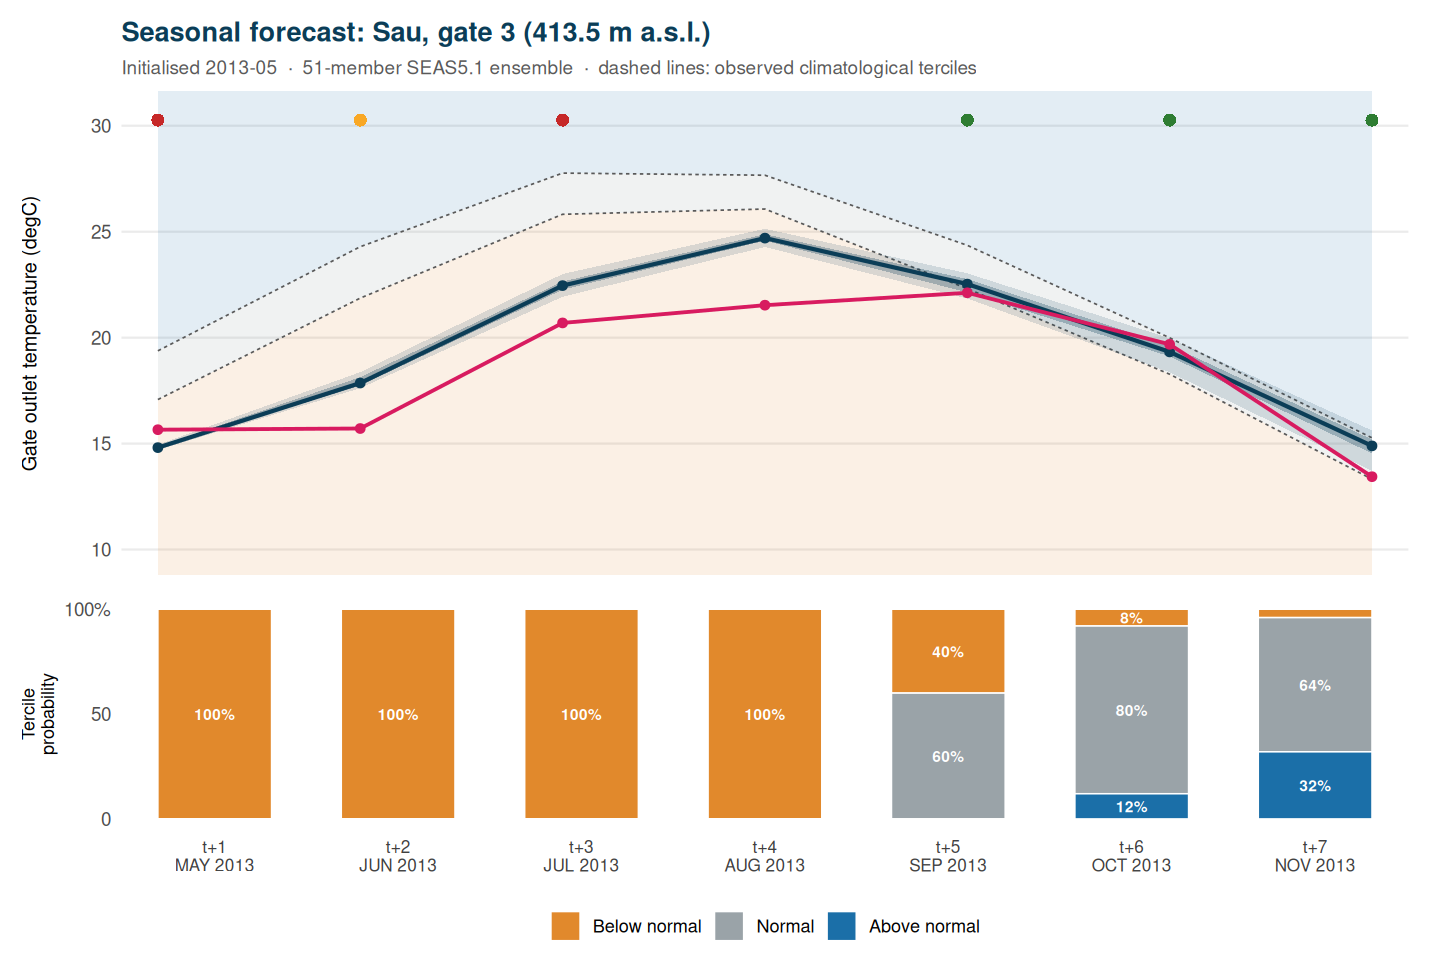 Seasonal forecast: Sau, gate 3 (413.5 m a.s.l.)
Initialised 2013-05 · 51-member SEAS5.1 ensemble · dashed lines: observed climatological terciles
Gate outlet temperature (degC)
30
25
20
15
10
Tercile
probability
100%
50
0
100%
100%
100%
100%
40%
60%
8%
80%
12%
64%
32%
t+1
MAY 2013
t+2
JUN 2013
t+3
JUL 2013
t+4
AUG 2013
t+5
SEP 2013
t+6
OCT 2013
t+7
NOV 2013
Below normal
Normal
Above normal